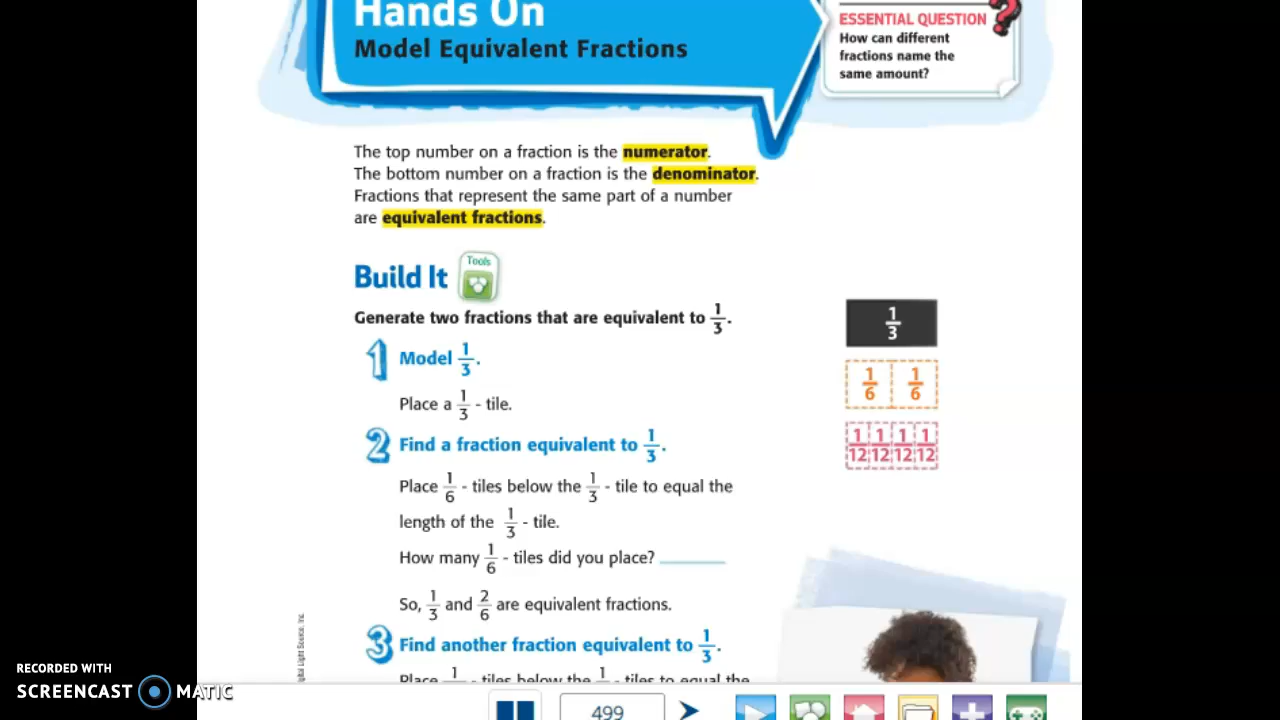 Hands On
Model Equivalent Fractions
ESSENTIAL QUESTION
How can different
fractions name the
same amount?
The top number on a fraction is the numerator.
The bottom number on a fraction is the denominator.
Fractions that represent the same part of a number
are equivalent fractions.
Build It
Tools
Generate two fractions that are equivalent to 1/3.
1 Model 1/3.
Place a 1/3 - tile.
2 Find a fraction equivalent to 1/3.
Place 1/6 - tiles below the 1/3 - tile to equal the
length of the 1/3 - tile.
How many 1/6 - tiles did you place?
So, 1/3 and 2/6 are equivalent fractions.
3 Find another fraction equivalent to 1/3.
1/3
1/6 1/6
1/12 1/12 1/12 1/12
RECORDED WITH
SCREENCAST MATIC
499